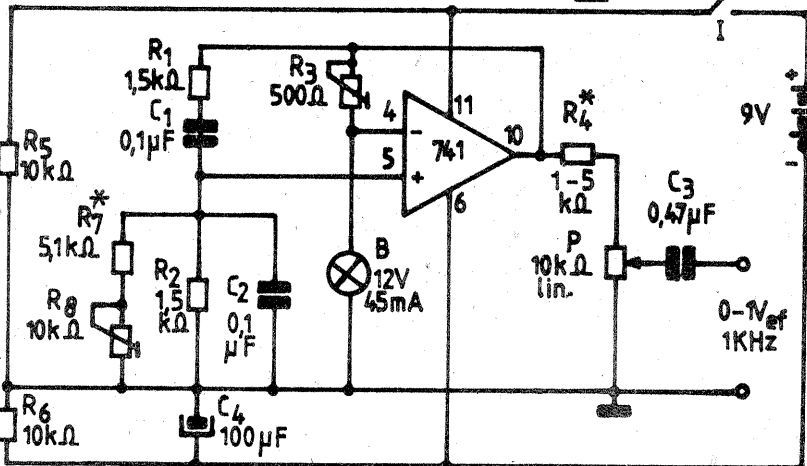 I
R1
1,5kΩ
C1
0,1µF
R3
500Ω
4
11
R4*
10
741
5
6
1-5
kΩ
9V
+
-
C3
0,47µF
R5
10kΩ
R7*
5,1kΩ
R2
1,5
kΩ
C2
0,1
µF
B
12V
45mA
P
10kΩ
lin.
R8
10kΩ
0-1Vef
1KHz
R6
10kΩ
C4
100µF